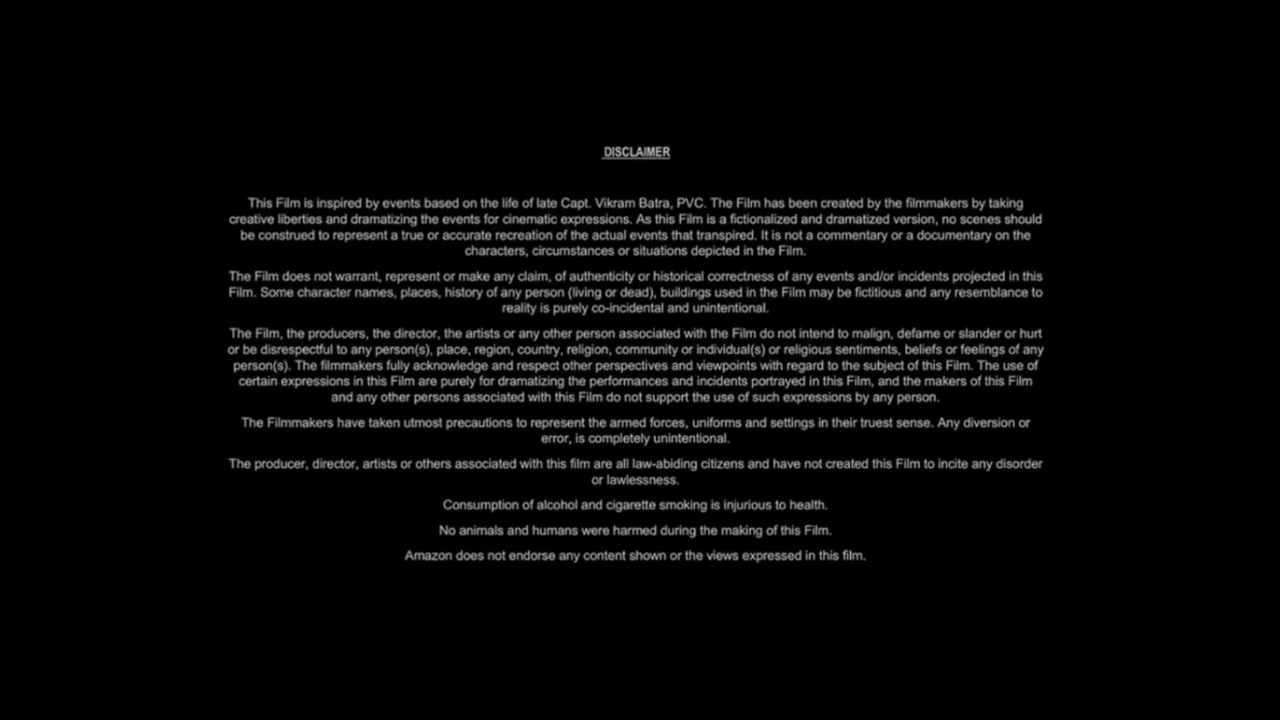 DISCLAIMER
This Film is inspired by events based on the life of late Capt. Vikram Batra, PVC. The Film has been created by the filmmakers by taking
creative liberties and dramatizing the events for cinematic expressions. As this Film is a fictionalized and dramatized version, no scenes should
be construed to represent a true or accurate recreation of the actual events that transpired. It is not a commentary or a documentary on the
characters, circumstances or situations depicted in the Film.
The Film does not warrant, represent or make any claim, of authenticity or historical correctness of any events and/or incidents projected in this
Film. Some character names, places, history of any person (living or dead), buildings used in the Film may be fictitious and any resemblance to
reality is purely co-incidental and unintentional.
The Film, the producers, the director, the artists or any other person associated with the Film do not intend to malign, defame or slander or hurt
or be disrespectful to any person(s), place, region, country, religion, community or individual(s) or religious sentiments, beliefs or feelings of any
person(s). The filmmakers fully acknowledge and respect other perspectives and viewpoints with regard to the subject of this Film. The use of
certain expressions in this Film are purely for dramatizing the performances and incidents portrayed in this Film, and the makers of this Film
and any other persons associated with this Film do not support the use of such expressions by any person.
The Filmmakers have taken utmost precautions to represent the armed forces, uniforms and settings in their truest sense. Any diversion or
error, is completely unintentional.
The producer, director, artists or others associated with this film are all law-abiding citizens and have not created this Film to incite any disorder
or lawlessness.
Consumption of alcohol and cigarette smoking is injurious to health.
No animals and humans were harmed during the making of this Film.
Amazon does not endorse any content shown or the views expressed in this film.